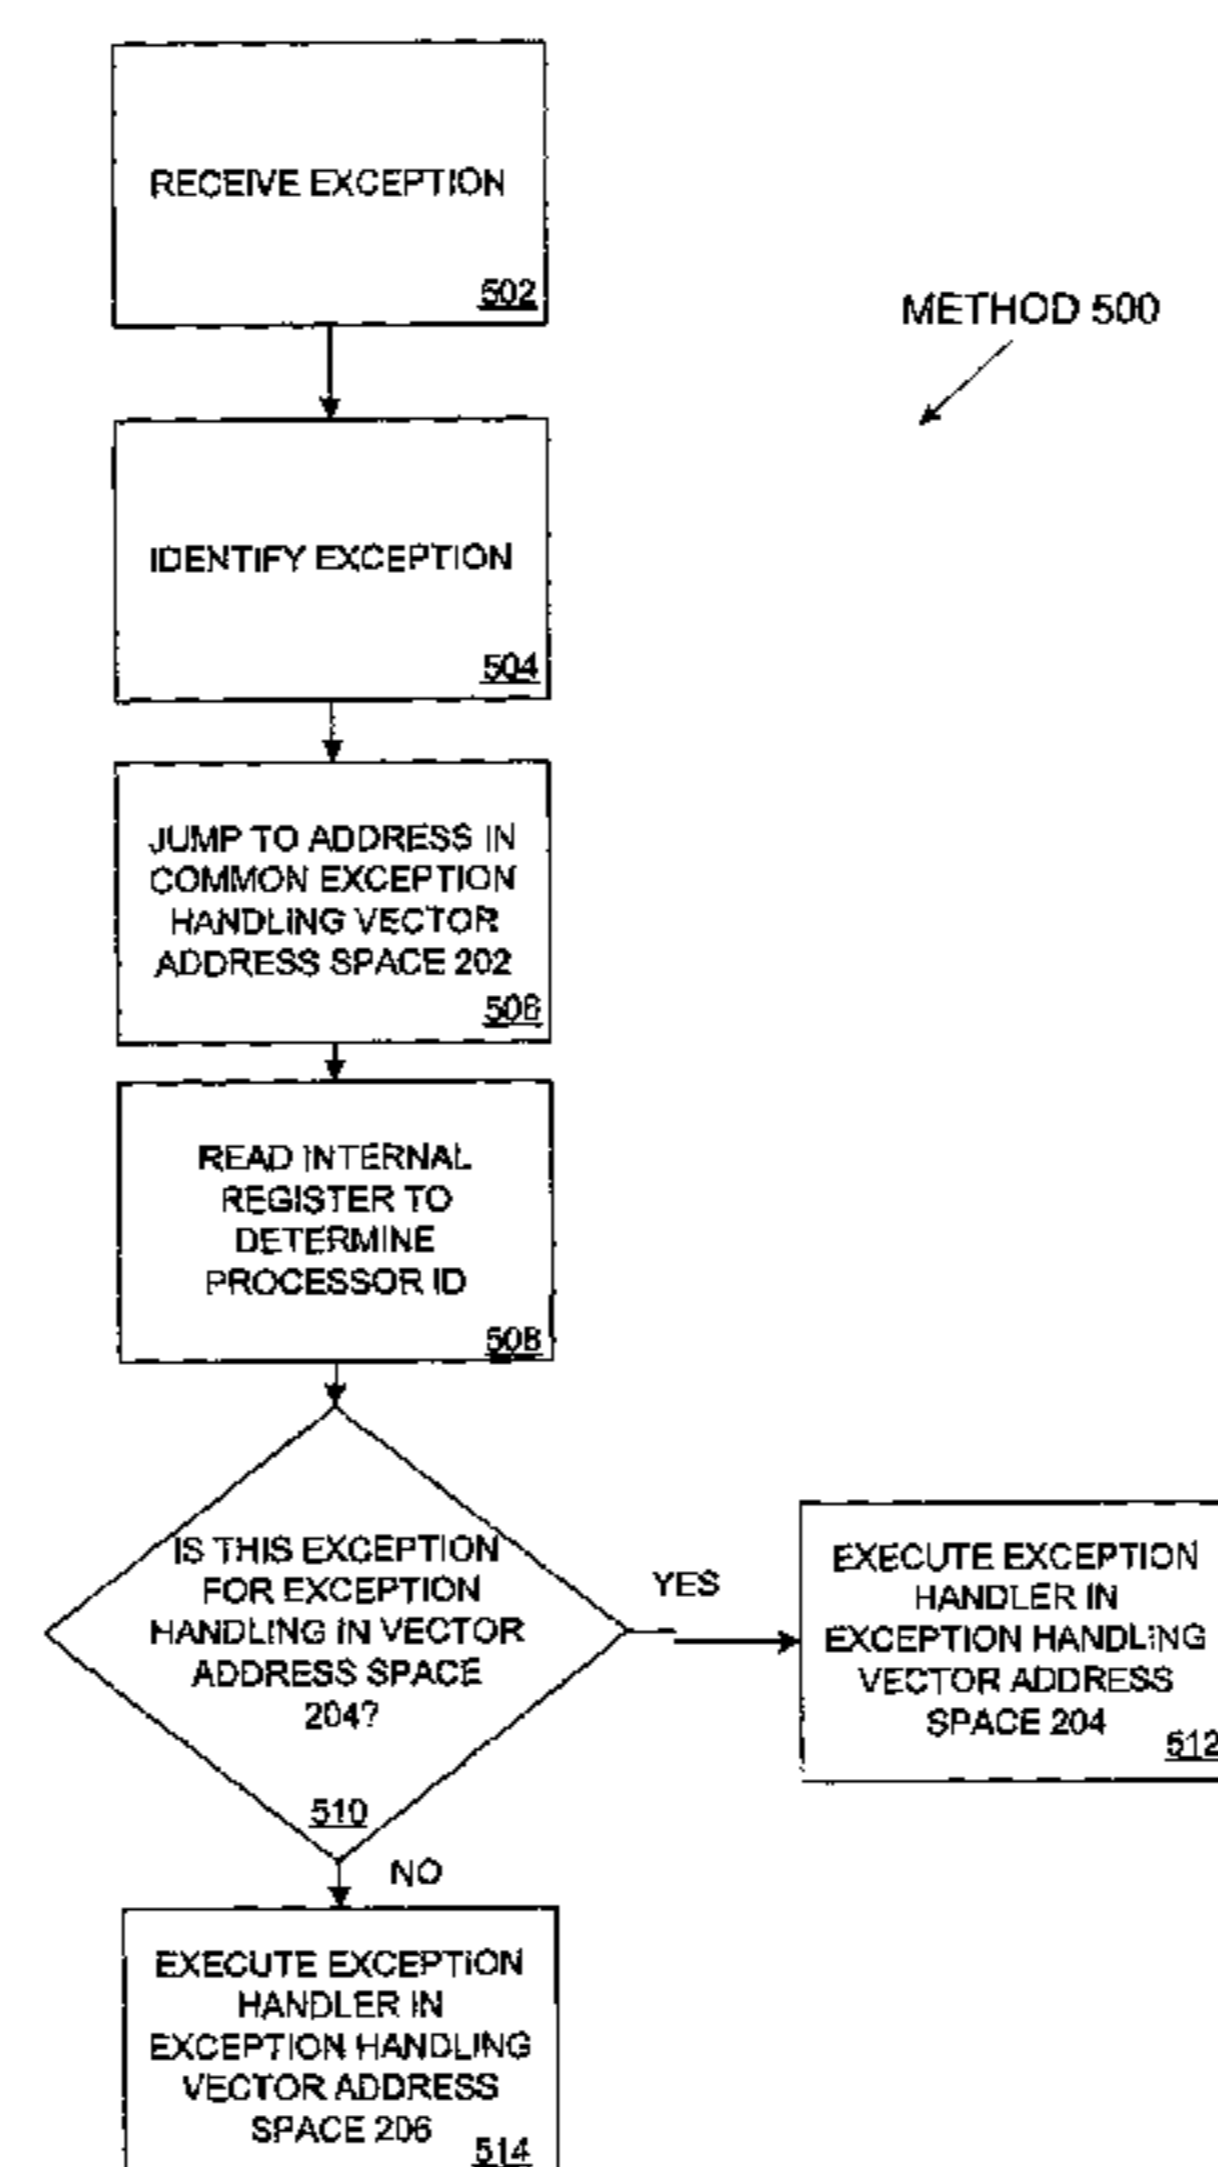 RECEIVE EXCEPTION
502
METHOD 500
IDENTIFY EXCEPTION
504
JUMP TO ADDRESS IN
COMMON EXCEPTION
HANDLING VECTOR
ADDRESS SPACE 202
506
READ INTERNAL
REGISTER TO
DETERMINE
PROCESSOR ID
508
IS THIS EXCEPTION
FOR EXCEPTION
HANDLING IN VECTOR
ADDRESS SPACE
204?
510
YES
EXECUTE EXCEPTION
HANDLER IN
EXCEPTION HANDLING
VECTOR ADDRESS
SPACE 204
512
NO
EXECUTE EXCEPTION
HANDLER IN
EXCEPTION HANDLING
VECTOR ADDRESS
SPACE 206
514